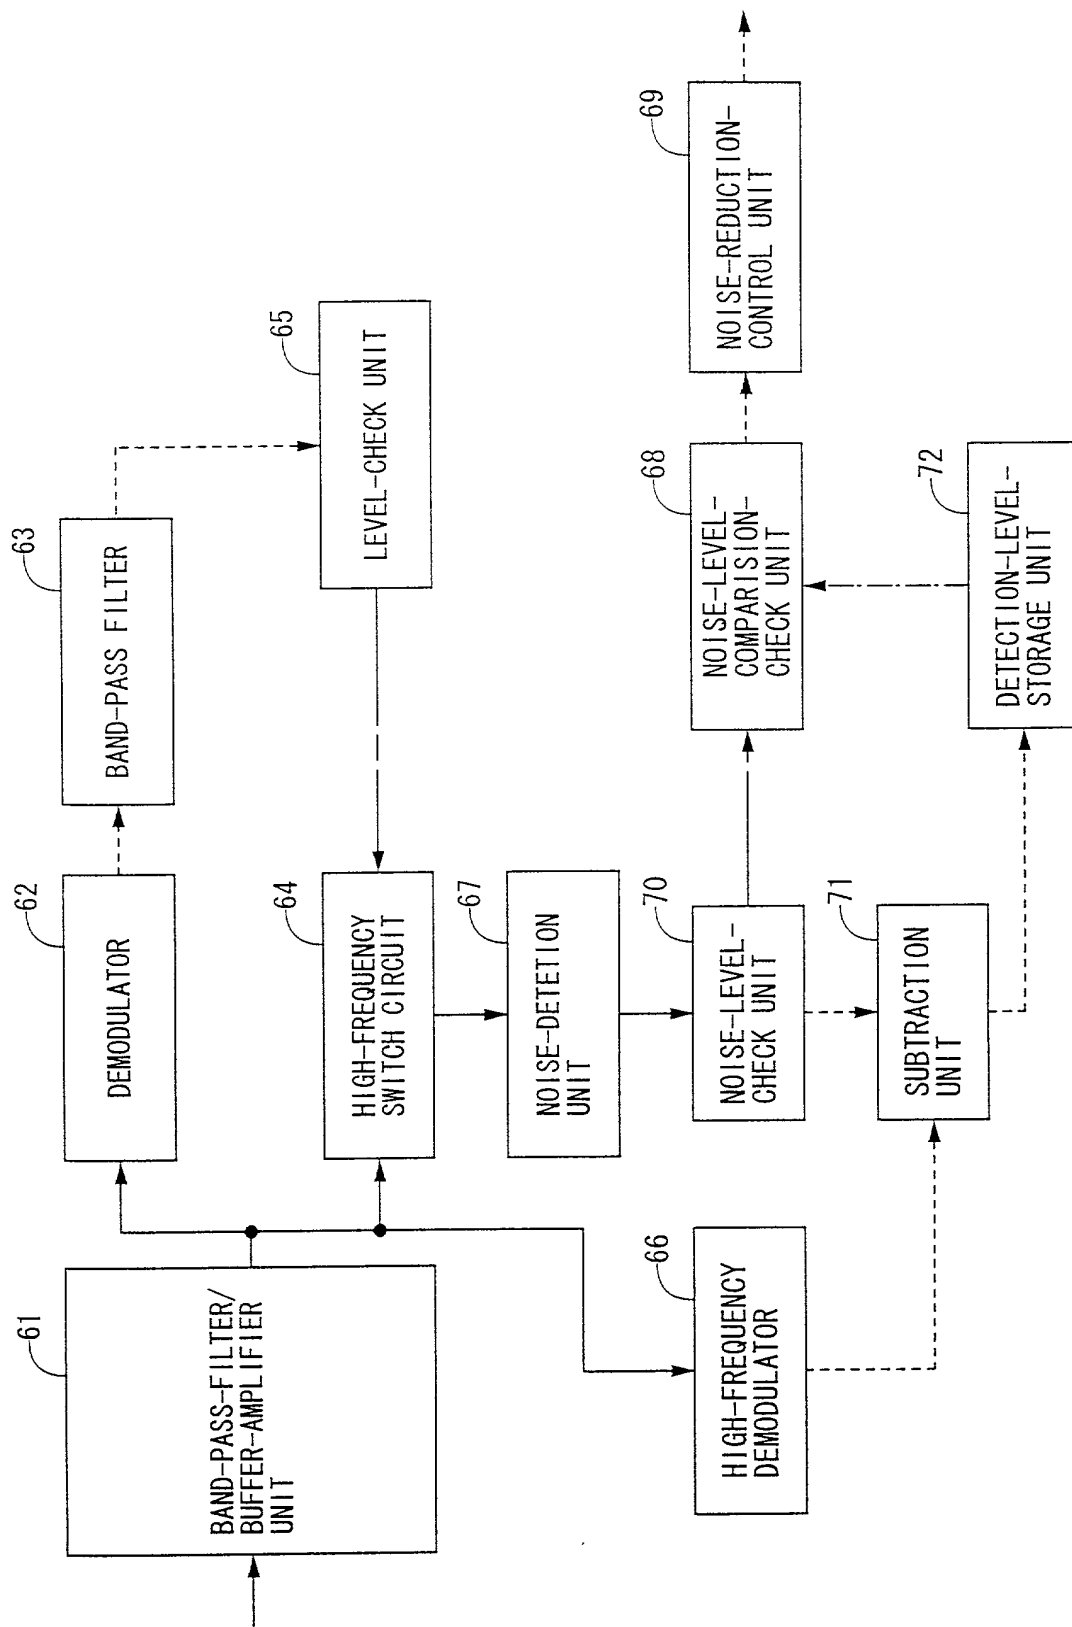 61
BAND-PASS-FILTER/
BUFFER-AMPLIFIER
UNIT
62
DEMODULATOR
63
BAND-PASS FILTER
64
HIGH-FREQUENCY
SWITCH CIRCUIT
65
LEVEL-CHECK UNIT
66
HIGH-FREQUENCY
DEMODULATOR
67
NOISE-DETETION
UNIT
70
NOISE-LEVEL-
CHECK UNIT
68
NOISE-LEVEL-
COMPARISION-
CHECK UNIT
69
NOISE-REDUCTION-
CONTROL UNIT
71
SUBTRACTION
UNIT
72
DETECTION-LEVEL-
STORAGE UNIT